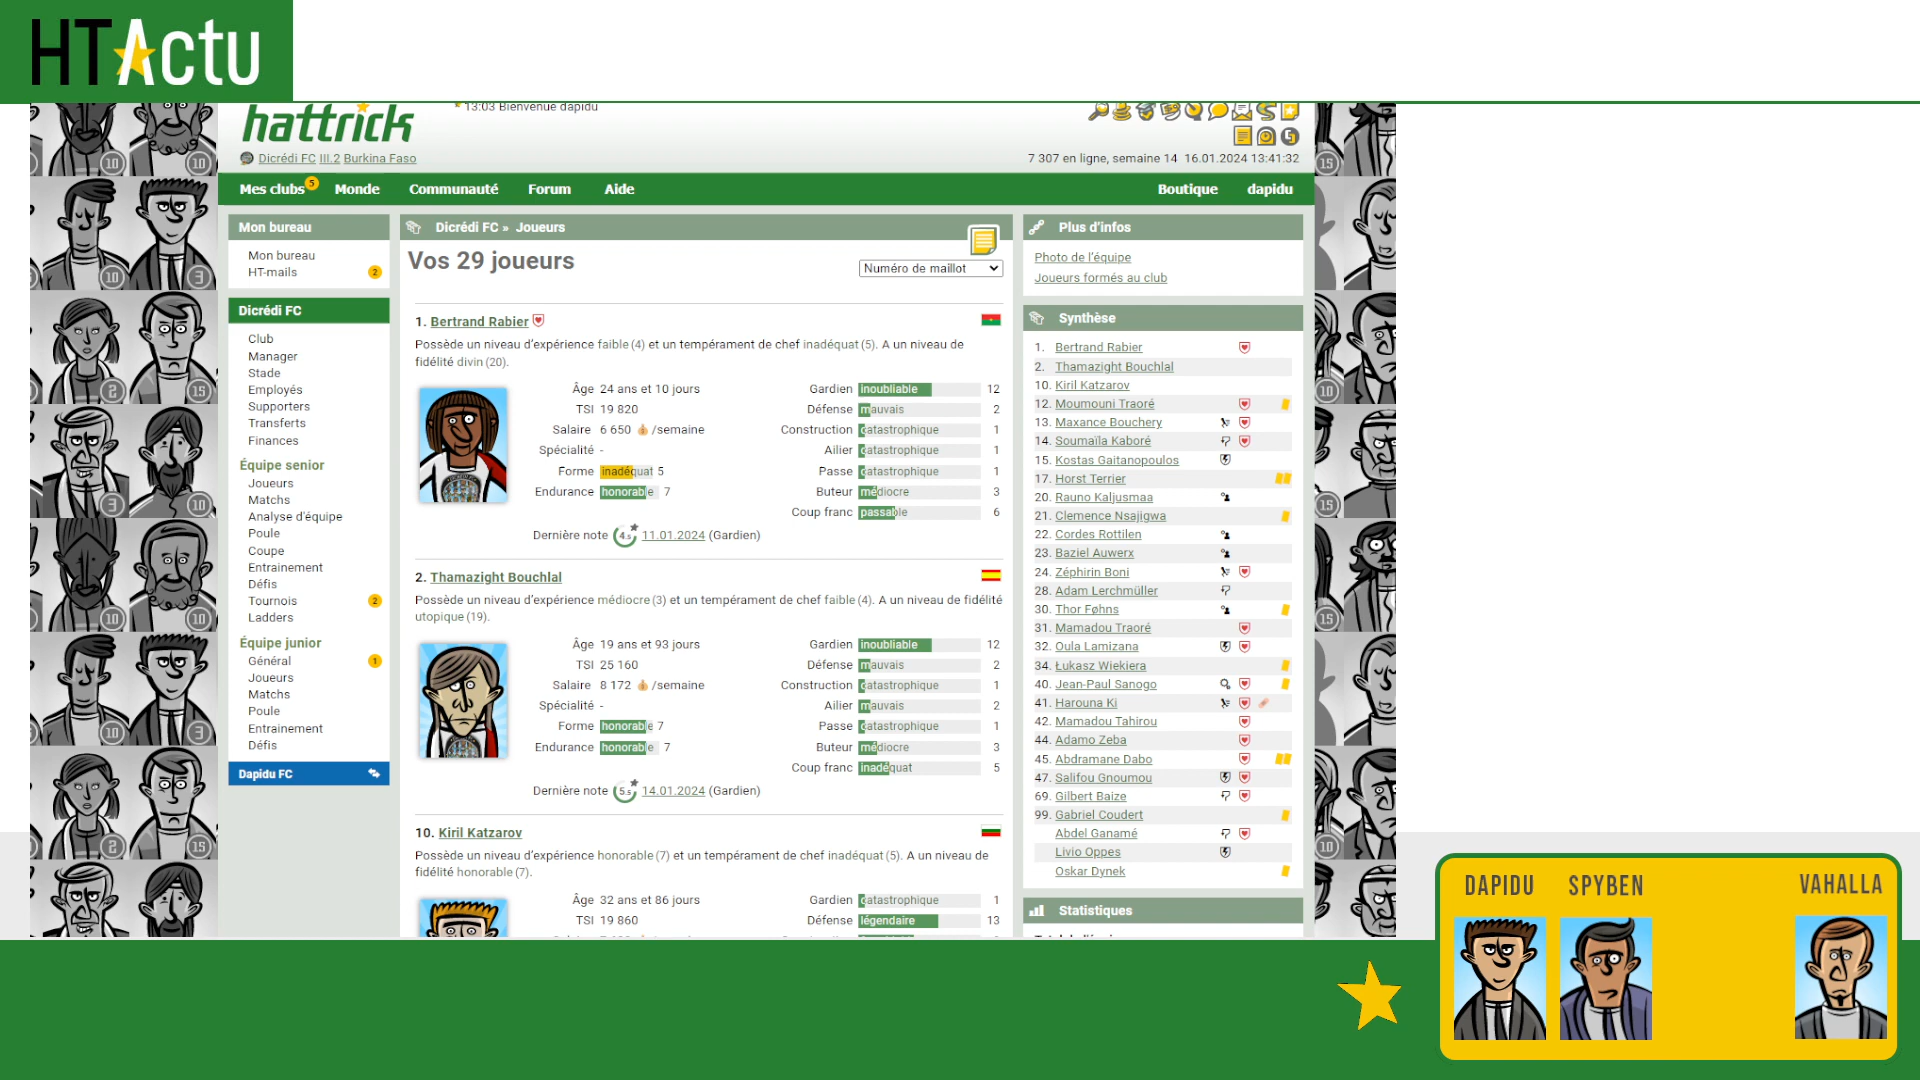 HTActu
hattrick
13:03 Bienvenue dapidu
Dicrédi FC III.2 Burkina Faso
7 307 en ligne, semaine 14 16.01.2024 13:41:32
Mes clubs 5 Monde Communauté Forum Aide Boutique dapidu
Mon bureau
Mon bureau
HT-mails 2
Dicrédi FC
Club
Manager
Stade
Employés
Supporters
Transferts
Finances
Équipe senior
Joueurs
Matchs
Analyse d'équipe
Poule
Coupe
Entrainement
Défis
Tournois 2
Ladders
Équipe junior
Général 1
Joueurs
Matchs
Poule
Entrainement
Défis
Dapidu FC
Dicrédi FC » Joueurs
Vos 29 joueurs
Numéro de maillot
1. Bertrand Rabier
Possède un niveau d'expérience faible (4) et un tempérament de chef inadéquat (5). A un niveau de
fidélité divin (20).
Âge 24 ans et 10 jours
TSI 19 820
Salaire 6 650 /semaine
Spécialité -
Forme inadéquat 5
Endurance honorable 7
Gardien inoubliable 12
Défense mauvais 2
Construction catastrophique 1
Ailier catastrophique 1
Passe catastrophique 1
Buteur médiocre 3
Coup franc passable 6
Dernière note 4.5 11.01.2024 (Gardien)
2. Thamazight Bouchlal
Possède un niveau d'expérience médiocre (3) et un tempérament de chef faible (4). A un niveau de fidélité
utopique (19).
Âge 19 ans et 93 jours
TSI 25 160
Salaire 8 172 /semaine
Spécialité -
Forme honorable 7
Endurance honorable 7
Gardien inoubliable 12
Défense mauvais 2
Construction catastrophique 1
Ailier mauvais 2
Passe catastrophique 1
Buteur médiocre 3
Coup franc inadéquat 5
Dernière note 5.5 14.01.2024 (Gardien)
10. Kiril Katzarov
Possède un niveau d'expérience honorable (7) et un tempérament de chef inadéquat (5). A un niveau de
fidélité honorable (7).
Âge 32 ans et 86 jours
TSI 19 860
Gardien catastrophique 1
Défense légendaire 13
Plus d'infos
Photo de l'équipe
Joueurs formés au club
Synthèse
1. Bertrand Rabier
2. Thamazight Bouchlal
10. Kiril Katzarov
12. Moumouni Traoré
13. Maxance Bouchery
14. Soumaïla Kaboré
15. Kostas Gaitanopoulos
17. Horst Terrier
20. Rauno Kaljusmaa
21. Clemence Nsajigwa
22. Cordes Rottilen
23. Baziel Auwerx
24. Zéphirin Boni
28. Adam Lerchmüller
30. Thor Føhns
31. Mamadou Traoré
32. Oula Lamizana
34. Łukasz Wiekiera
40. Jean-Paul Sanogo
41. Harouna Ki
42. Mamadou Tahirou
44. Adamo Zeba
45. Abdramane Dabo
47. Salifou Gnoumou
69. Gilbert Baize
99. Gabriel Coudert
Abdel Ganamé
Livio Oppes
Oskar Dynek
Statistiques
DAPIDU SPYBEN VAHALLA